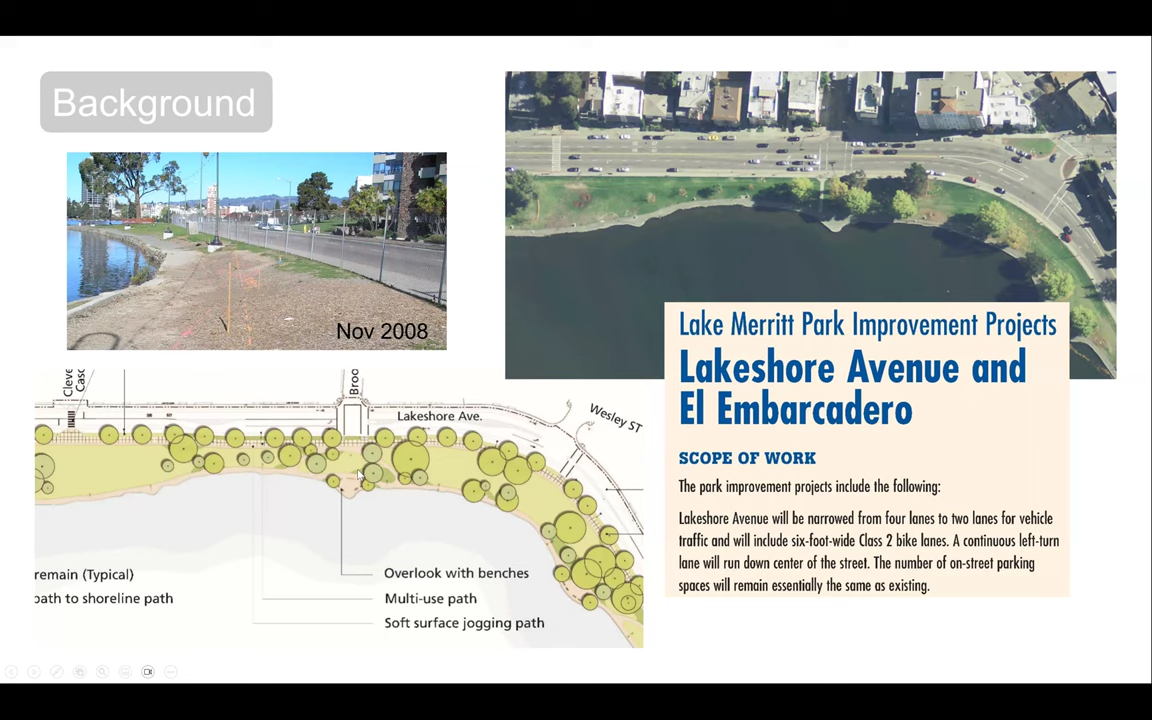 Background
Nov 2008
Lake Merritt Park Improvement Projects
Lakeshore Avenue and
El Embarcadero
SCOPE OF WORK
The park improvement projects include the following:
Lakeshore Avenue will be narrowed from four lanes to two lanes for vehicle
traffic and will include six-foot-wide Class 2 bike lanes. A continuous left-turn
lane will run down center of the street. The number of on-street parking
spaces will remain essentially the same as existing.
Cleve
Casc
Broo
Lakeshore Ave.
Wesley ST
remain (Typical)
path to shoreline path
Overlook with benches
Multi-use path
Soft surface jogging path